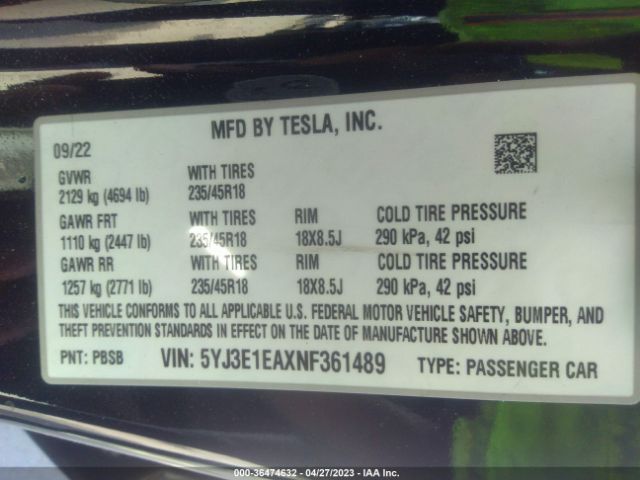 MFD BY TESLA, INC.
09/22
GVWR WITH TIRES
2129 kg (4694 lb) 235/45R18
GAWR FRT WITH TIRES RIM COLD TIRE PRESSURE
1110 kg (2447 lb) 235/45R18 18X8.5J 290 kPa, 42 psi
GAWR RR WITH TIRES RIM COLD TIRE PRESSURE
1257 kg (2771 lb) 235/45R18 18X8.5J 290 kPa, 42 psi
THIS VEHICLE CONFORMS TO ALL APPLICABLE U.S. FEDERAL MOTOR VEHICLE SAFETY, BUMPER, AND
THEFT PREVENTION STANDARDS IN EFFECT ON THE DATE OF MANUFACTURE SHOWN ABOVE.
PNT: PBSB VIN: 5YJ3E1EAXNF361489 TYPE: PASSENGER CAR
000-36474632 - 04/27/2023 - IAA Inc.